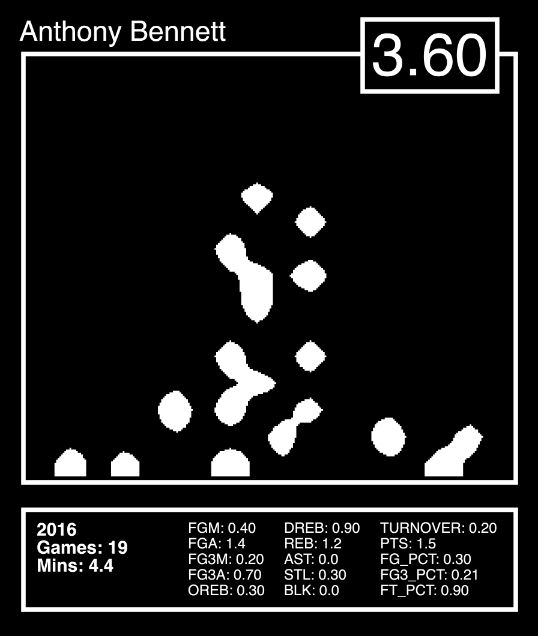 Anthony Bennett
3.60
2016
Games: 19
Mins: 4.4
FGM: 0.40
FGA: 1.4
FG3M: 0.20
FG3A: 0.70
OREB: 0.30
DREB: 0.90
REB: 1.2
AST: 0.0
STL: 0.30
BLK: 0.0
TURNOVER: 0.20
PTS: 1.5
FG_PCT: 0.30
FG3_PCT: 0.21
FT_PCT: 0.90